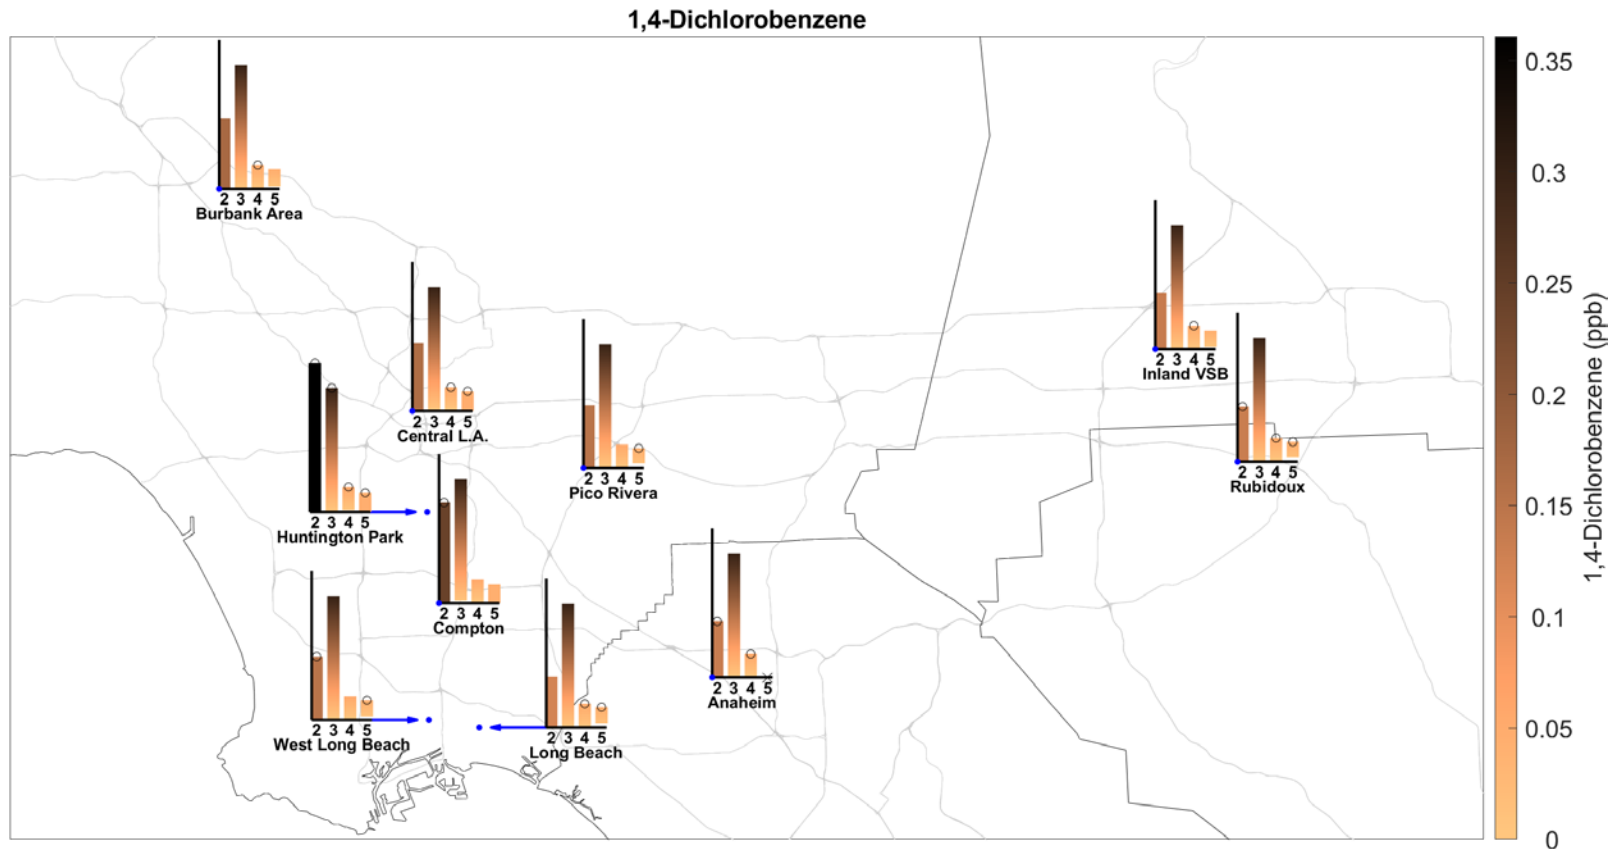 1,4-Dichlorobenzene
2 3 4 5
Burbank Area
2 3 4 5
Central L.A.
2 3 4 5
Huntington Park
2 3 4 5
Pico Rivera
2 3 4 5
Inland VSB
2 3 4 5
Rubidoux
2 3 4 5
Compton
2 3 4 5
West Long Beach
2 3 4 5
Long Beach
2 3 4 5
Anaheim
0.35
0.3
0.25
0.2
0.15
0.1
0.05
0
1,4-Dichlorobenzene (ppb)